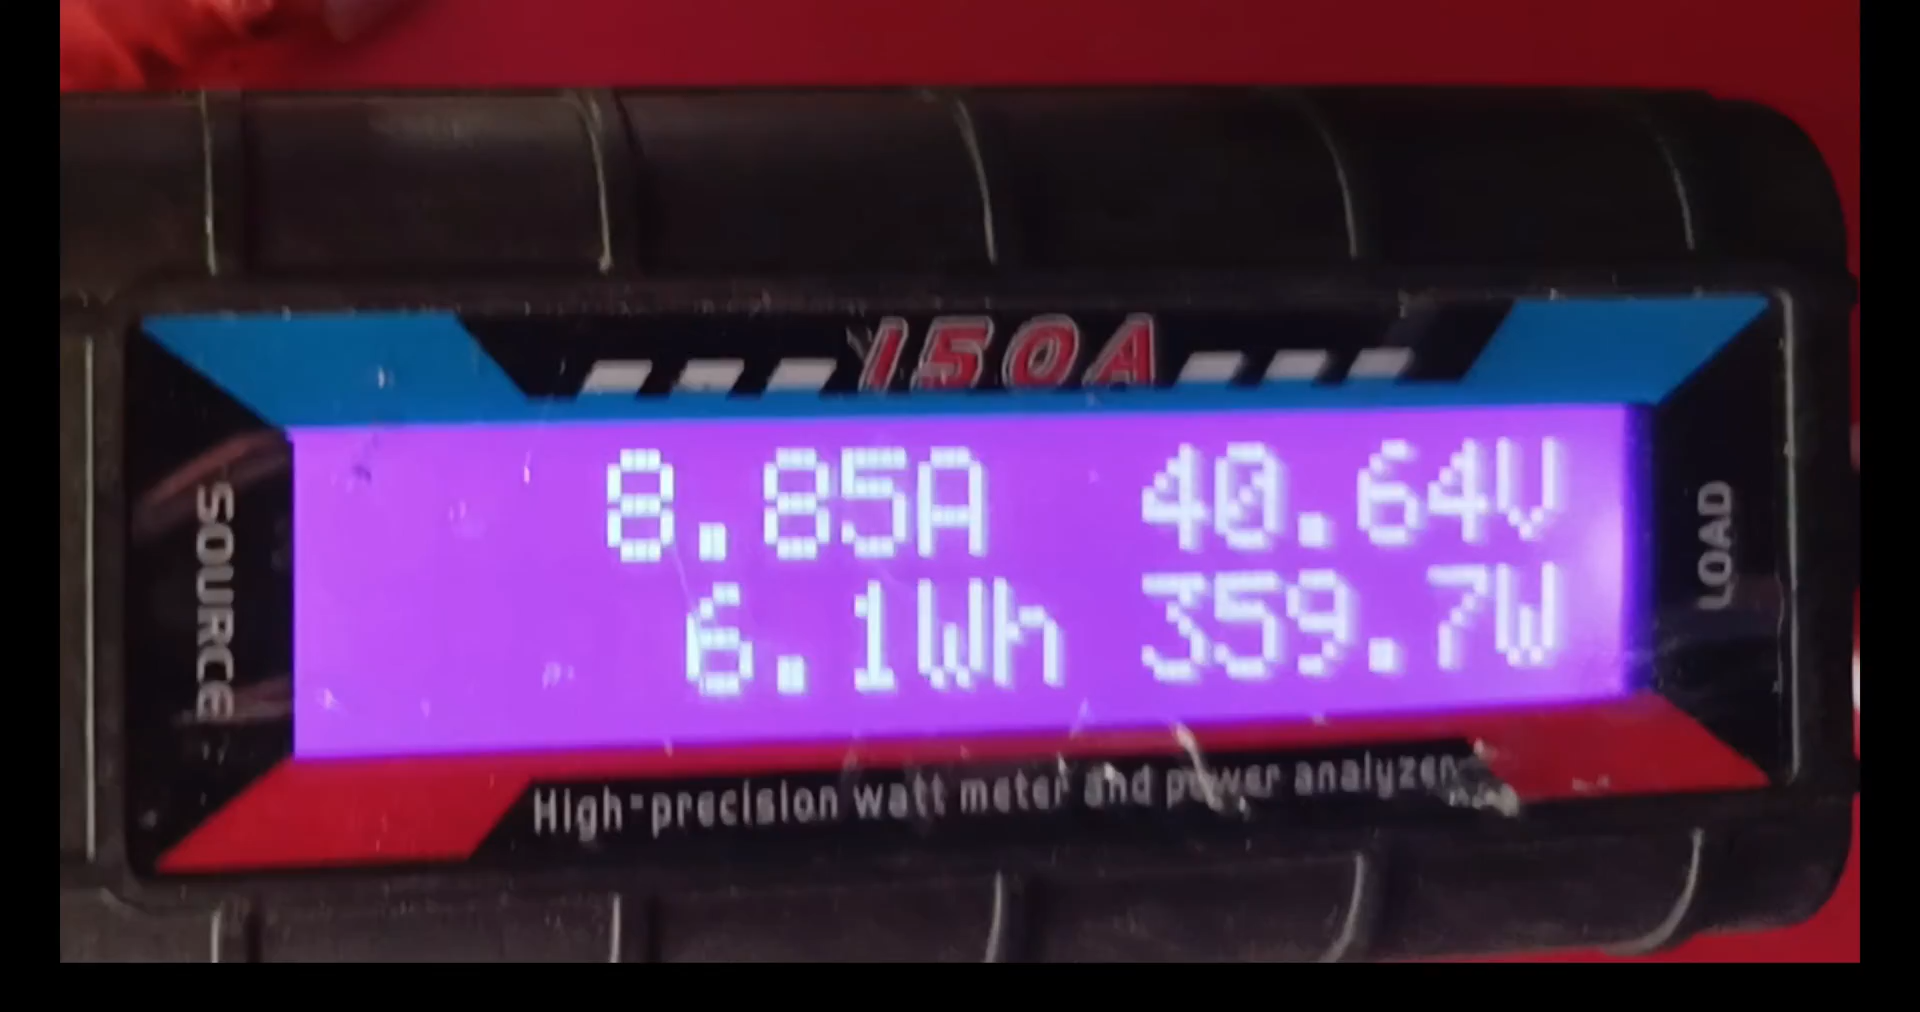 150A
8.85A 40.64V
6.1Wh 359.7W
SOURCE
LOAD
High-precision watt meter and power analyzer